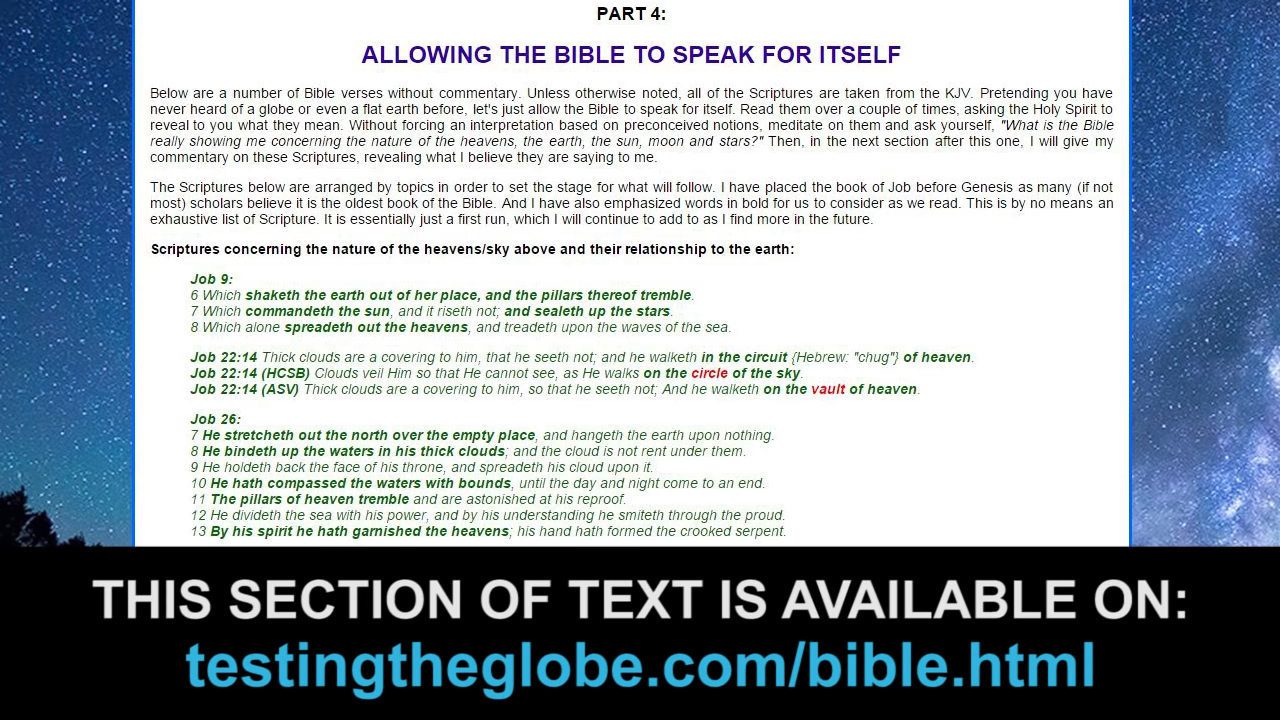 PART 4:
ALLOWING THE BIBLE TO SPEAK FOR ITSELF
Below are a number of Bible verses without commentary. Unless otherwise noted, all of the Scriptures are taken from the KJV. Pretending you have
never heard of a globe or even a flat earth before, let's just allow the Bible to speak for itself. Read them over a couple of times, asking the Holy Spirit to
reveal to you what they mean. Without forcing an interpretation based on preconceived notions, meditate on them and ask yourself, "What is the Bible
really showing me concerning the nature of the heavens, the earth, the sun, moon and stars?" Then, in the next section after this one, I will give my
commentary on these Scriptures, revealing what I believe they are saying to me.
The Scriptures below are arranged by topics in order to set the stage for what will follow. I have placed the book of Job before Genesis as many (if not
most) scholars believe it is the oldest book of the Bible. And I have also emphasized words in bold for us to consider as we read. This is by no means an
exhaustive list of Scripture. It is essentially just a first run, which I will continue to add to as I find more in the future.
Scriptures concerning the nature of the heavens/sky above and their relationship to the earth:
Job 9:
6 Which shaketh the earth out of her place, and the pillars thereof tremble.
7 Which commandeth the sun, and it riseth not; and sealeth up the stars.
8 Which alone spreadeth out the heavens, and treadeth upon the waves of the sea.
Job 22:14 Thick clouds are a covering to him, that he seeth not; and he walketh in the circuit {Hebrew: "chug"} of heaven.
Job 22:14 (HCSB) Clouds veil Him so that He cannot see, as He walks on the circle of the sky.
Job 22:14 (ASV) Thick clouds are a covering to him, so that he seeth not; And he walketh on the vault of heaven.
Job 26:
7 He stretcheth out the north over the empty place, and hangeth the earth upon nothing.
8 He bindeth up the waters in his thick clouds; and the cloud is not rent under them.
9 He holdeth back the face of his throne, and spreadeth his cloud upon it.
10 He hath compassed the waters with bounds, until the day and night come to an end.
11 The pillars of heaven tremble and are astonished at his reproof.
12 He divideth the sea with his power, and by his understanding he smiteth through the proud.
13 By his spirit he hath garnished the heavens; his hand hath formed the crooked serpent.
THIS SECTION OF TEXT IS AVAILABLE ON:
testingtheglobe.com/bible.html